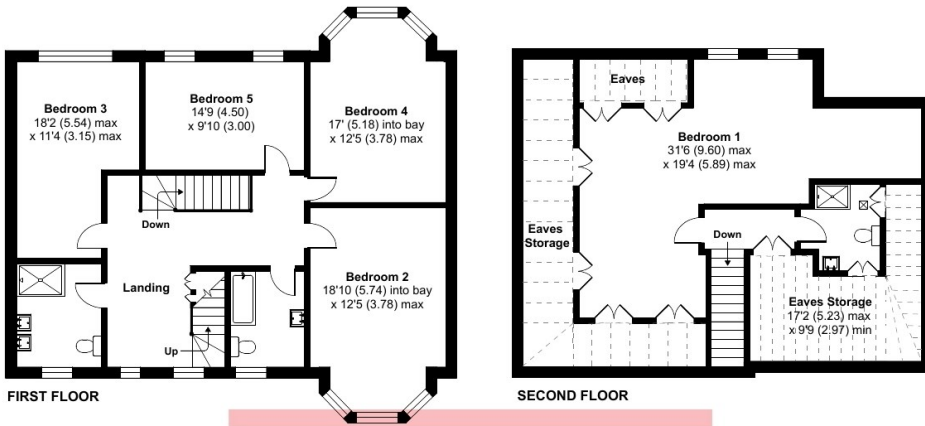 Bedroom 3
18'2 (5.54) max
x 11'4 (3.15) max
Bedroom 5
14'9 (4.50)
x 9'10 (3.00)
Bedroom 4
17' (5.18) into bay
x 12'5 (3.78) max
Down
Landing
Up
Bedroom 2
18'10 (5.74) into bay
x 12'5 (3.78) max
FIRST FLOOR
Eaves
Bedroom 1
31'6 (9.60) max
x 19'4 (5.89) max
Eaves
Storage
Down
Eaves Storage
17'2 (5.23) max
x 9'9 (2.97) min
SECOND FLOOR